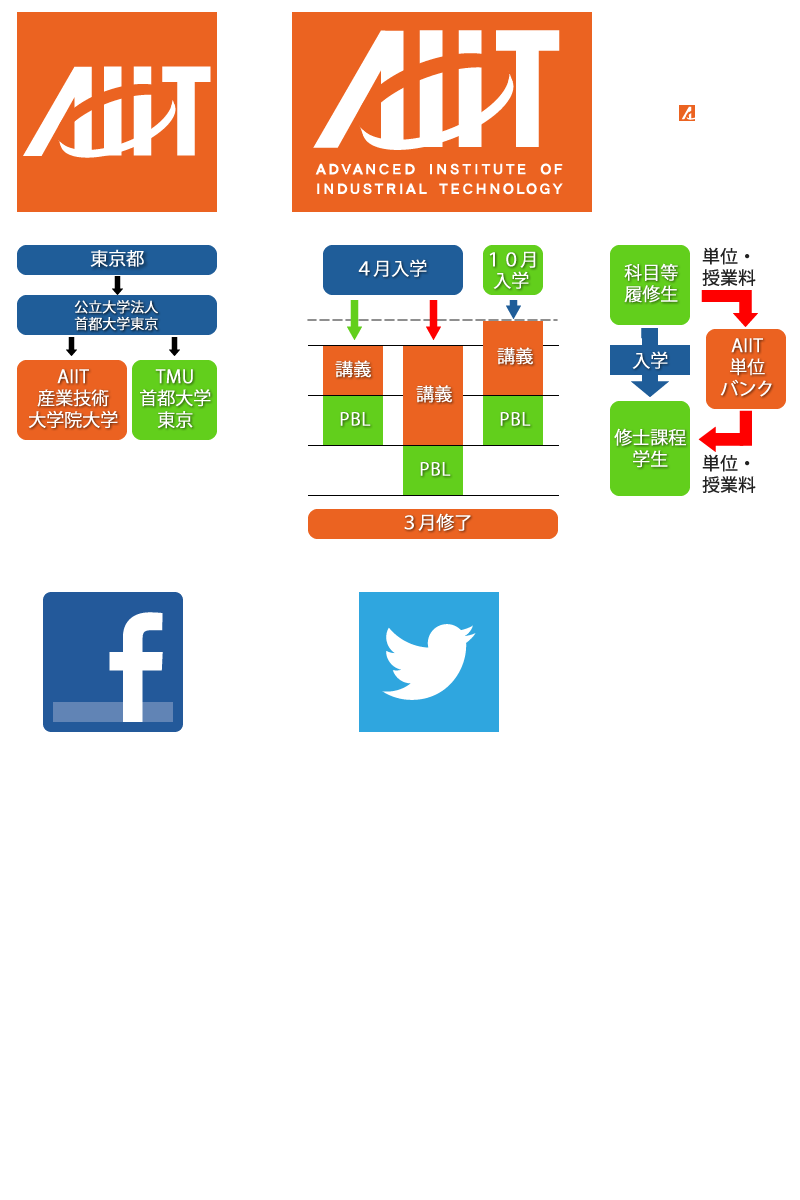 AIIT
AIIT
ADVANCED INSTITUTE OF
INDUSTRIAL TECHNOLOGY
東京都
公立大学法人
首都大学東京
AIIT
産業技術
大学院大学
TMU
首都大学
東京
４月入学
１０月
入学
講義
講義
講義
PBL
PBL
PBL
３月修了
科目等
履修生
単位・
授業料
入学
AIIT
単位
バンク
修士課程
学生
単位・
授業料
f